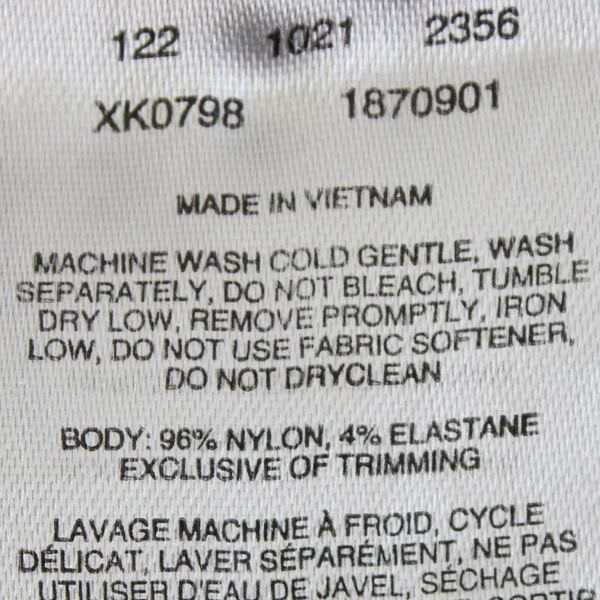 122 1021 2356
XK0798 1870901
MADE IN VIETNAM
MACHINE WASH COLD GENTLE, WASH
SEPARATELY, DO NOT BLEACH, TUMBLE
DRY LOW, REMOVE PROMPTLY, IRON
LOW, DO NOT USE FABRIC SOFTENER,
DO NOT DRYCLEAN
BODY: 96% NYLON, 4% ELASTANE
EXCLUSIVE OF TRIMMING
LAVAGE MACHINE À FROID, CYCLE
DÉLICAT, LAVER SÉPARÉMENT, NE PAS
UTILISER D'EAU DE JAVEL, SÉCHAGE